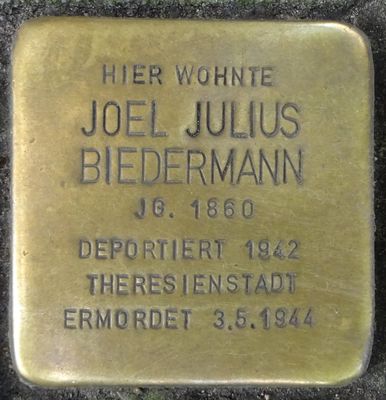 HIER WOHNTE
JOEL JULIUS
BIEDERMANN
JG. 1860
DEPORTIERT 1942
THERESIENSTADT
ERMORDET 3.5.1944